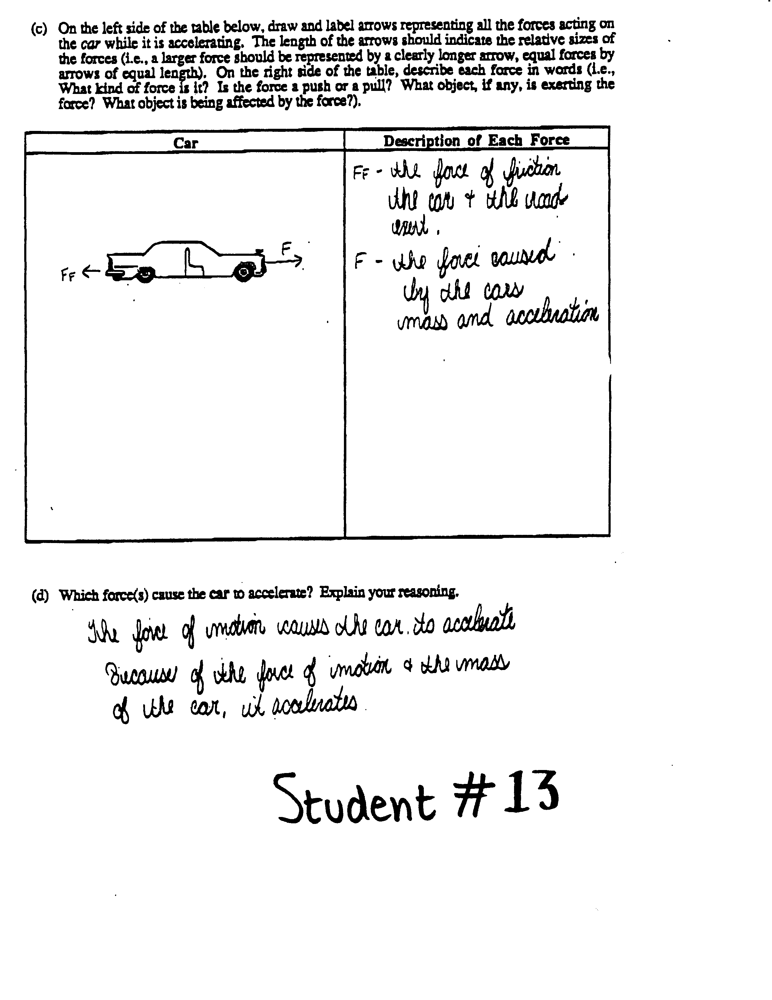 (c) On the left side of the table below, draw and label arrows representing all the forces acting on
the car while it is accelerating. The length of the arrows should indicate the relative sizes of
the forces (i.e., a larger force should be represented by a clearly longer arrow, equal forces by
arrows of equal length). On the right side of the table, describe each force in words (i.e.,
What kind of force is it? Is the force a push or a pull? What object, if any, is exerting the
force? What object is being affected by the force?).
Car
Description of Each Force
FF - the force of friction
the car + the road
exert.
F
FF
F - the force caused
by the cars
mass and acceleration
(d) Which force(s) cause the car to accelerate? Explain your reasoning.
The force of motion causes the car to accelerate
Because of the force of motion & the mass
of the car, it accelerates
Student #13